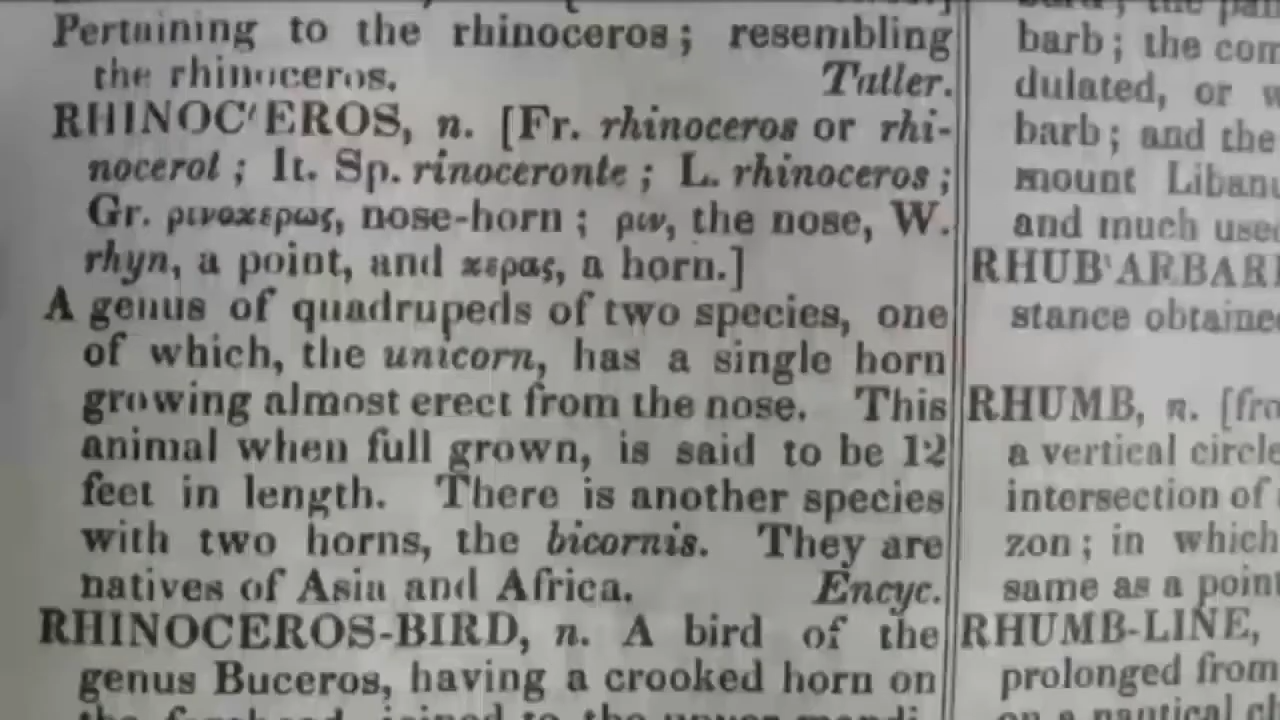 Pertaining to the rhinoceros; resembling
the rhinoceros. Tatler.
RHINOC'EROS, n. [Fr. rhinoceros or rhi-
nocerot; It. Sp. rinoceronte; L. rhinoceros;
Gr. ρινοκερως, nose-horn; ριν, the nose, W.
rhyn, a point, and κερας, a horn.]
A genus of quadrupeds of two species, one
of which, the unicorn, has a single horn
growing almost erect from the nose. This
animal when full grown, is said to be 12
feet in length. There is another species
with two horns, the bicornis. They are
natives of Asia and Africa. Encyc.
RHINOCEROS-BIRD, n. A bird of the
genus Buceros, having a crooked horn on
barb; the com
dulated, or w
barb; and the
mount Liban
and much used
RHUB'ARBAR
stance obtained
RHUMB, n. [fro
a vertical circle
intersection of
zon; in which
same as a point
RHUMB-LINE,
prolonged from